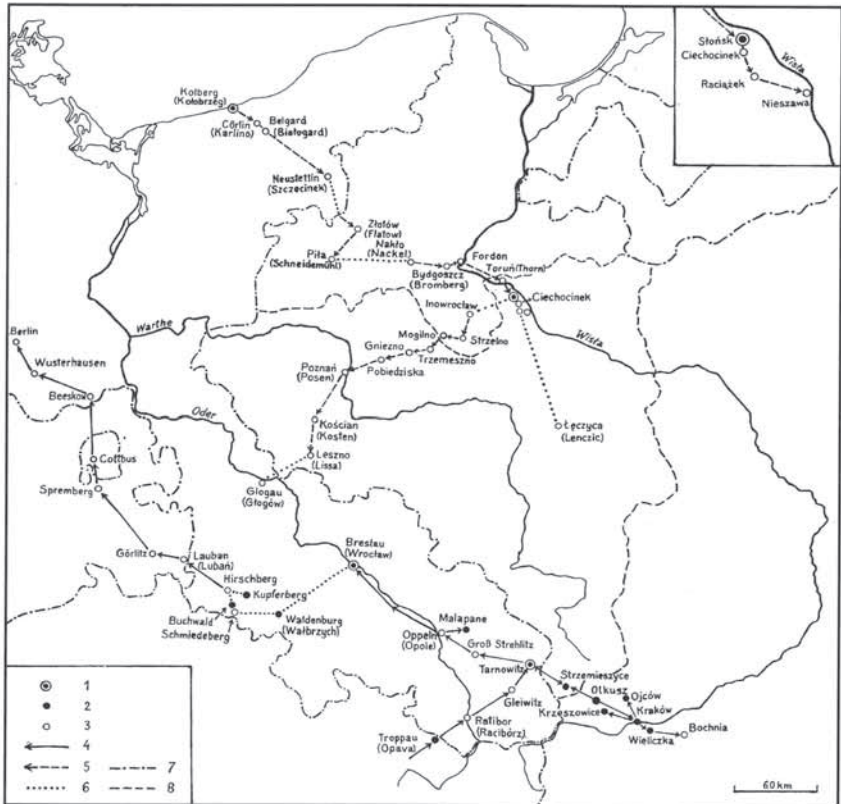 Słońsk
Ciechocinek
Wisła
Raciążek
Nieszawa
Kolberg
(Kołobrzeg)
Cörlin
(Karlino)
Belgard
(Białogard)
Neustettin
(Szczecinek)
Złotów
(Flatow)
Nakło
(Nackel)
Piła
(Schneidemühl)
Fordon
Bydgoszcz
(Bromberg)
Toruń (Thorn)
Ciechocinek
Inowrocław
Warthe
Wisła
Mogilno
Strzelno
Gniezno
Trzemeszno
Pobiedziska
Poznań
(Posen)
Berlin
Wusterhausen
Beeskow
Oder
Kościan
(Kosten)
Łęczyca
(Lenczic)
Leszno
(Lissa)
Cottbus
Glogau
(Głogów)
Spremberg
Görlitz
Lauban
(Lubań)
Breslau
(Wrocław)
Hirschberg
Kupferberg
Buchwald
Schmiedeberg
Waldenburg
(Wałbrzych)
Malapane
Oppeln
(Opole)
Groß Strehlitz
Tarnowitz
Strzemieszyce
Olkusz
Ojców
Gleiwitz
Krzeszowice
Kraków
Ratibor
(Racibórz)
Wieliczka
Bochnia
Troppau
(Opava)
1
2
3
4
5 7
6 8
60 km